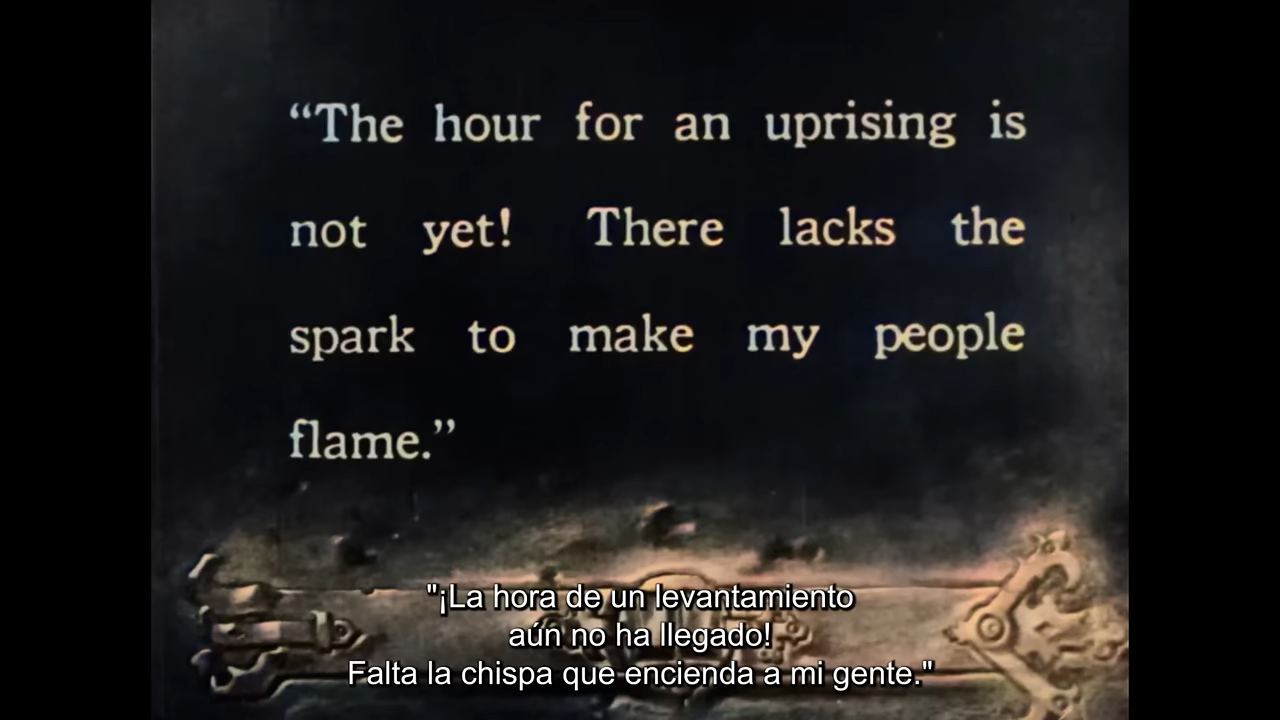 “The hour for an uprising is
not yet! There lacks the
spark to make my people
flame.”
"¡La hora de un levantamiento
aún no ha llegado!
Falta la chispa que encienda a mi gente."